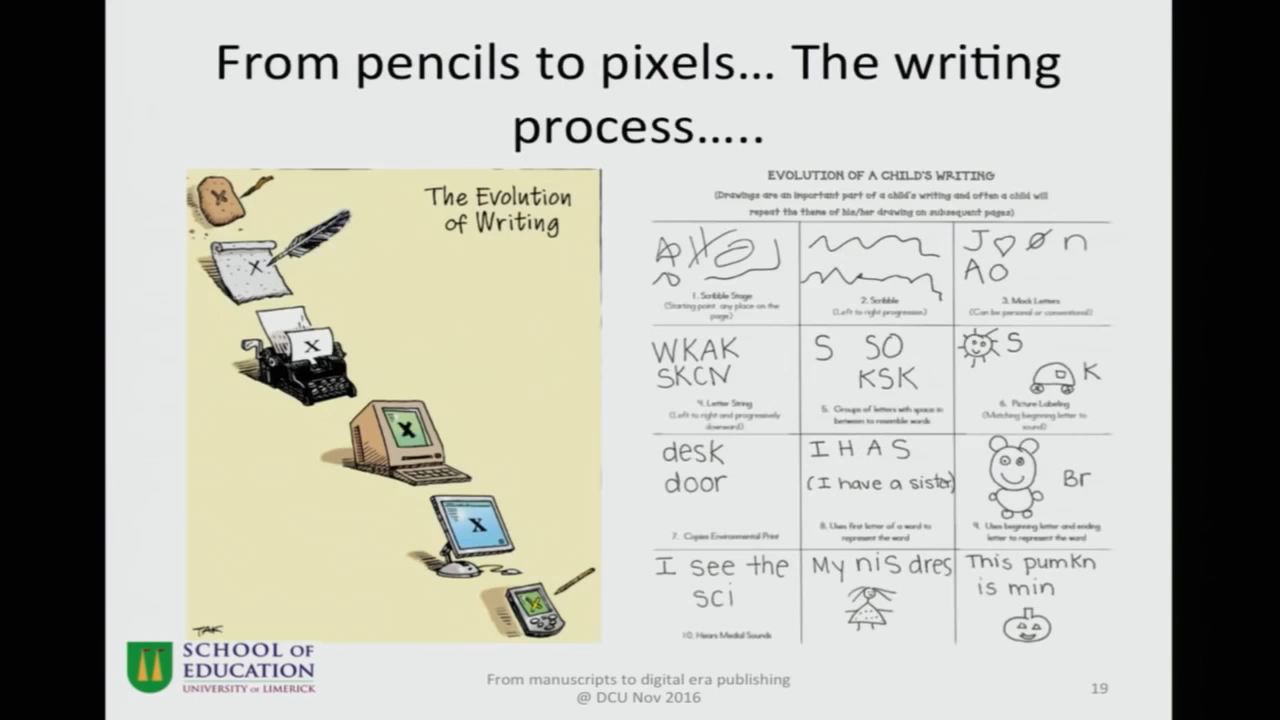 From pencils to pixels... The writing
process.....
The Evolution
of Writing
X
X
X
X
X
X
TAK
EVOLUTION OF A CHILD'S WRITING
(Drawings are an important part of a child's writing and often a child will
repeat the theme of his/her drawing on subsequent pages)
1. Scribble Stage
(Starting point any place on the
page)
2. Scribble
(Left to right progression)
J n
A O
3. Mock Letters
(Can be personal or conventional)
WKAK
SKCN
4. Letter String
(Left to right and progressively
downward)
S SO
KSK
5. Groups of letters with space in
between to resemble words
S
K
6. Picture Labeling
(Matching beginning letter to
sound)
desk
door
7. Copies Environmental Print
I H A S
(I have a sister)
8. Uses first letter of a word to
represent the word
Br
9. Uses beginning letter and ending
letter to represent the word
I see the
sci
10. Hears Medial Sounds
My nis dres
This pumkn
is min
SCHOOL OF
EDUCATION
UNIVERSITY OF LIMERICK
From manuscripts to digital era publishing
@ DCU Nov 2016
19